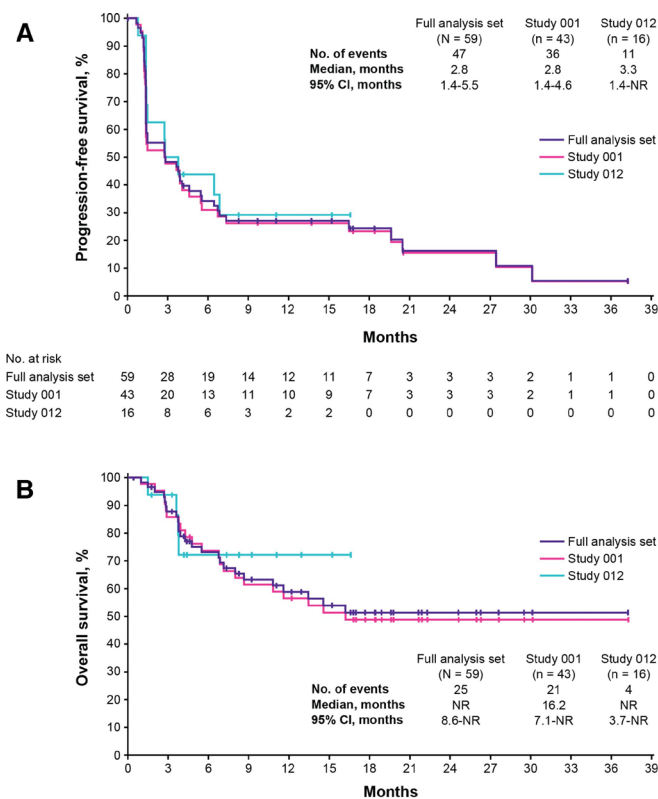 A
Full analysis set Study 001 Study 012
(N = 59) (n = 43) (n = 16)
No. of events 47 36 11
Median, months 2.8 2.8 3.3
95% CI, months 1.4-5.5 1.4-4.6 1.4-NR
Full analysis set
Study 001
Study 012
Progression-free survival, %
100
90
80
70
60
50
40
30
20
10
0
0 3 6 9 12 15 18 21 24 27 30 33 36 39
Months
No. at risk
Full analysis set 59 28 19 14 12 11 7 3 3 3 2 1 1 0
Study 001 43 20 13 11 10 9 7 3 3 3 2 1 1 0
Study 012 16 8 6 3 2 2 0 0 0 0 0 0 0 0
B
Full analysis set
Study 001
Study 012
Overall survival, %
100
90
80
70
60
50
40
30
20
10
0
Full analysis set Study 001 Study 012
(N = 59) (n = 43) (n = 16)
No. of events 25 21 4
Median, months NR 16.2 NR
95% CI, months 8.6-NR 7.1-NR 3.7-NR
0 3 6 9 12 15 18 21 24 27 30 33 36 39
Months